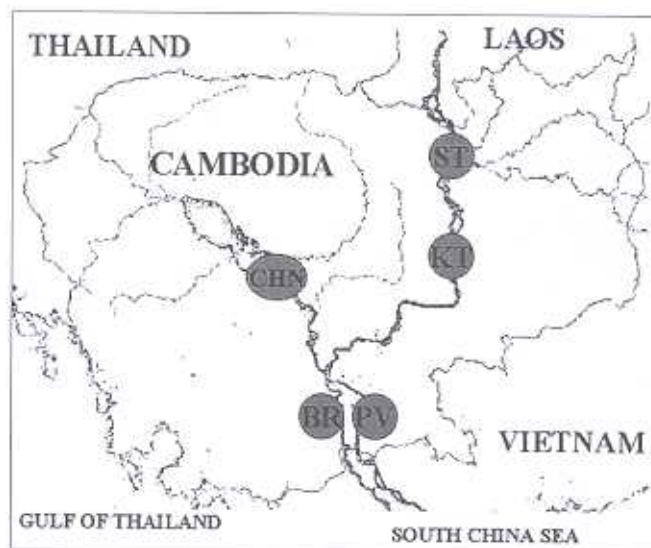 THAILAND
LAOS
CAMBODIA
ST
KT
CHN
BR
PV
VIETNAM
GULF OF THAILAND
SOUTH CHINA SEA